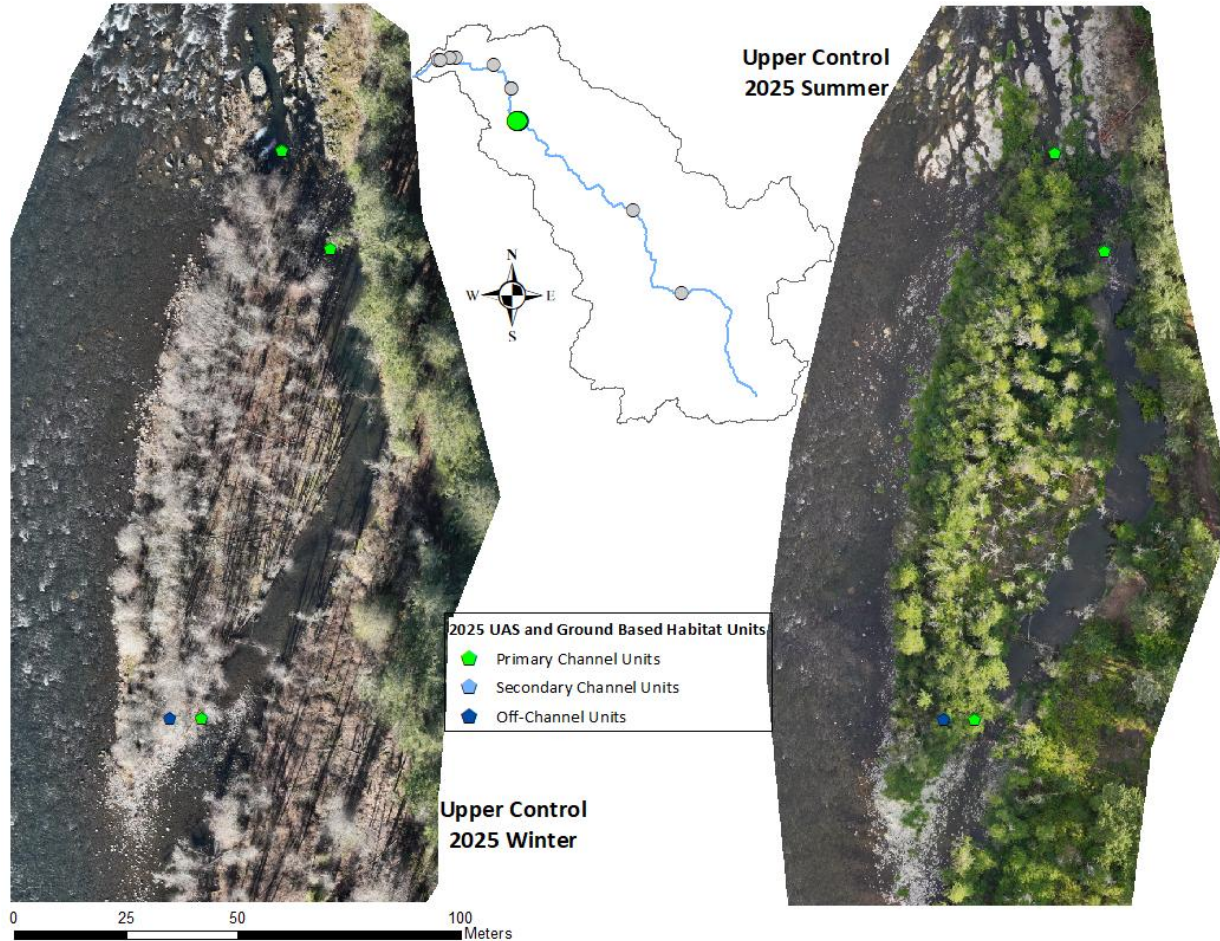 Upper Control
2025 Summer
N
W E
S
2025 UAS and Ground Based Habitat Units
Primary Channel Units
Secondary Channel Units
Off-Channel Units
Upper Control
2025 Winter
0 25 50 100
Meters